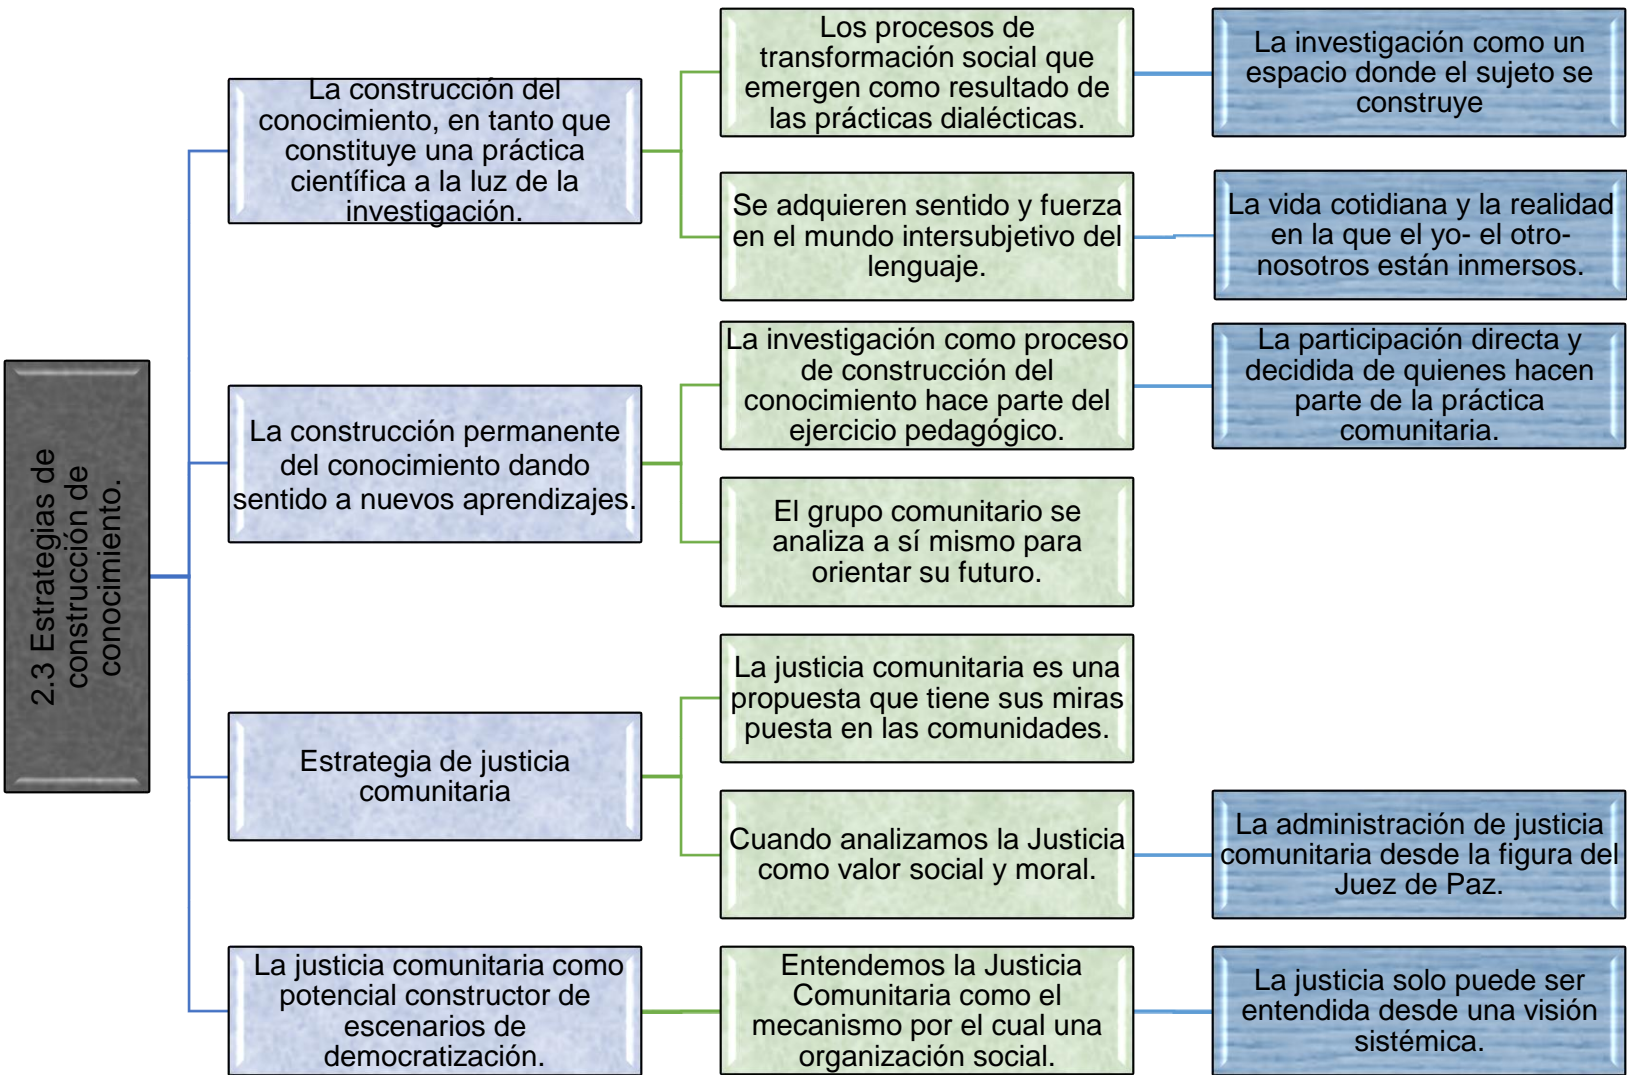 2.3 Estrategias de
construcción de
conocimiento.
La construcción del
conocimiento, en tanto que
constituye una práctica
científica a la luz de la
investigación.
Los procesos de
transformación social que
emergen como resultado de
las prácticas dialécticas.
La investigación como un
espacio donde el sujeto se
construye
Se adquieren sentido y fuerza
en el mundo intersubjetivo del
lenguaje.
La vida cotidiana y la realidad
en la que el yo- el otro-
nosotros están inmersos.
La construcción permanente
del conocimiento dando
sentido a nuevos aprendizajes.
La investigación como proceso
de construcción del
conocimiento hace parte del
ejercicio pedagógico.
La participación directa y
decidida de quienes hacen
parte de la práctica
comunitaria.
El grupo comunitario se
analiza a sí mismo para
orientar su futuro.
Estrategia de justicia
comunitaria
La justicia comunitaria es una
propuesta que tiene sus miras
puesta en las comunidades.
Cuando analizamos la Justicia
como valor social y moral.
La administración de justicia
comunitaria desde la figura del
Juez de Paz.
La justicia comunitaria como
potencial constructor de
escenarios de
democratización.
Entendemos la Justicia
Comunitaria como el
mecanismo por el cual una
organización social.
La justicia solo puede ser
entendida desde una visión
sistémica.